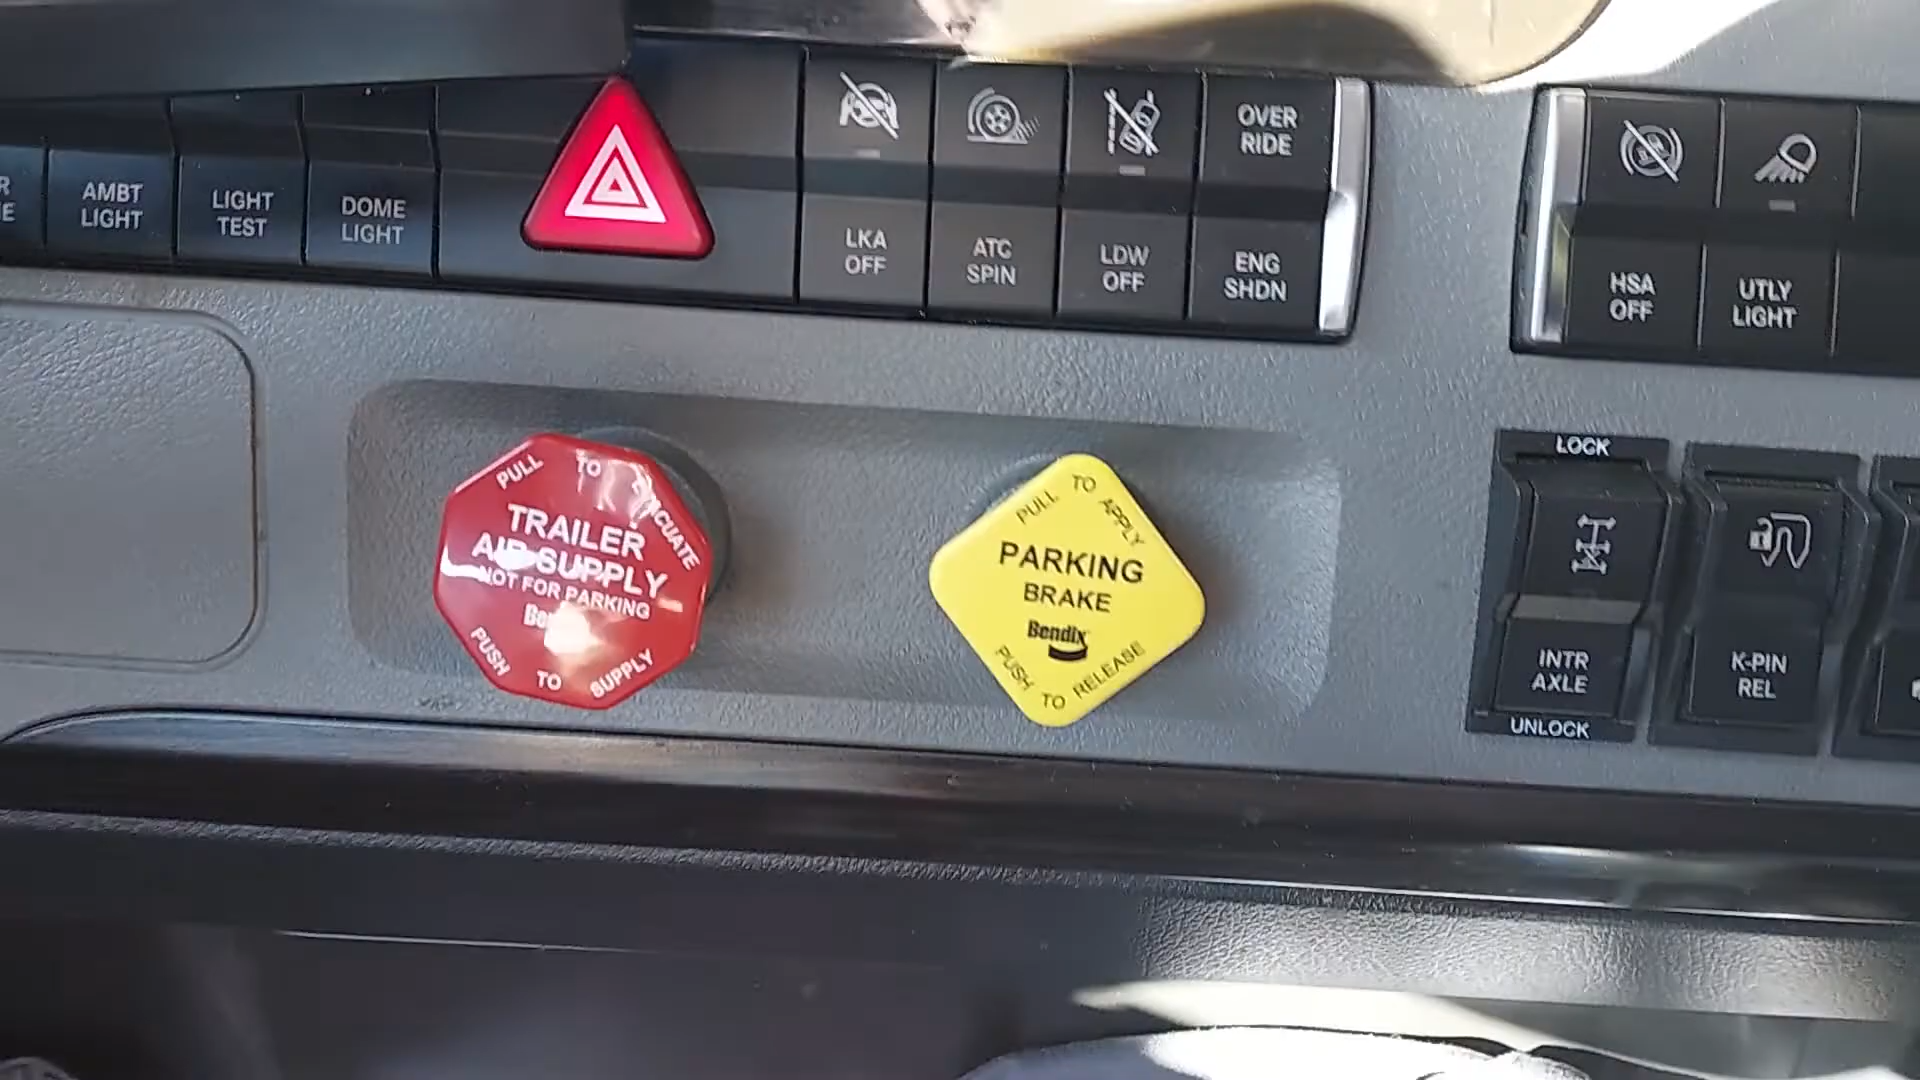 AMBT
LIGHT
LIGHT
TEST
DOME
LIGHT
LKA
OFF
ATC
SPIN
LDW
OFF
OVER
RIDE
ENG
SHDN
HSA
OFF
UTLY
LIGHT
PULL TO EVACUATE
TRAILER
AIR SUPPLY
NOT FOR PARKING
PUSH TO SUPPLY
PULL TO APPLY
PARKING
BRAKE
Bendix
PUSH TO RELEASE
LOCK
INTR
AXLE
UNLOCK
K-PIN
REL